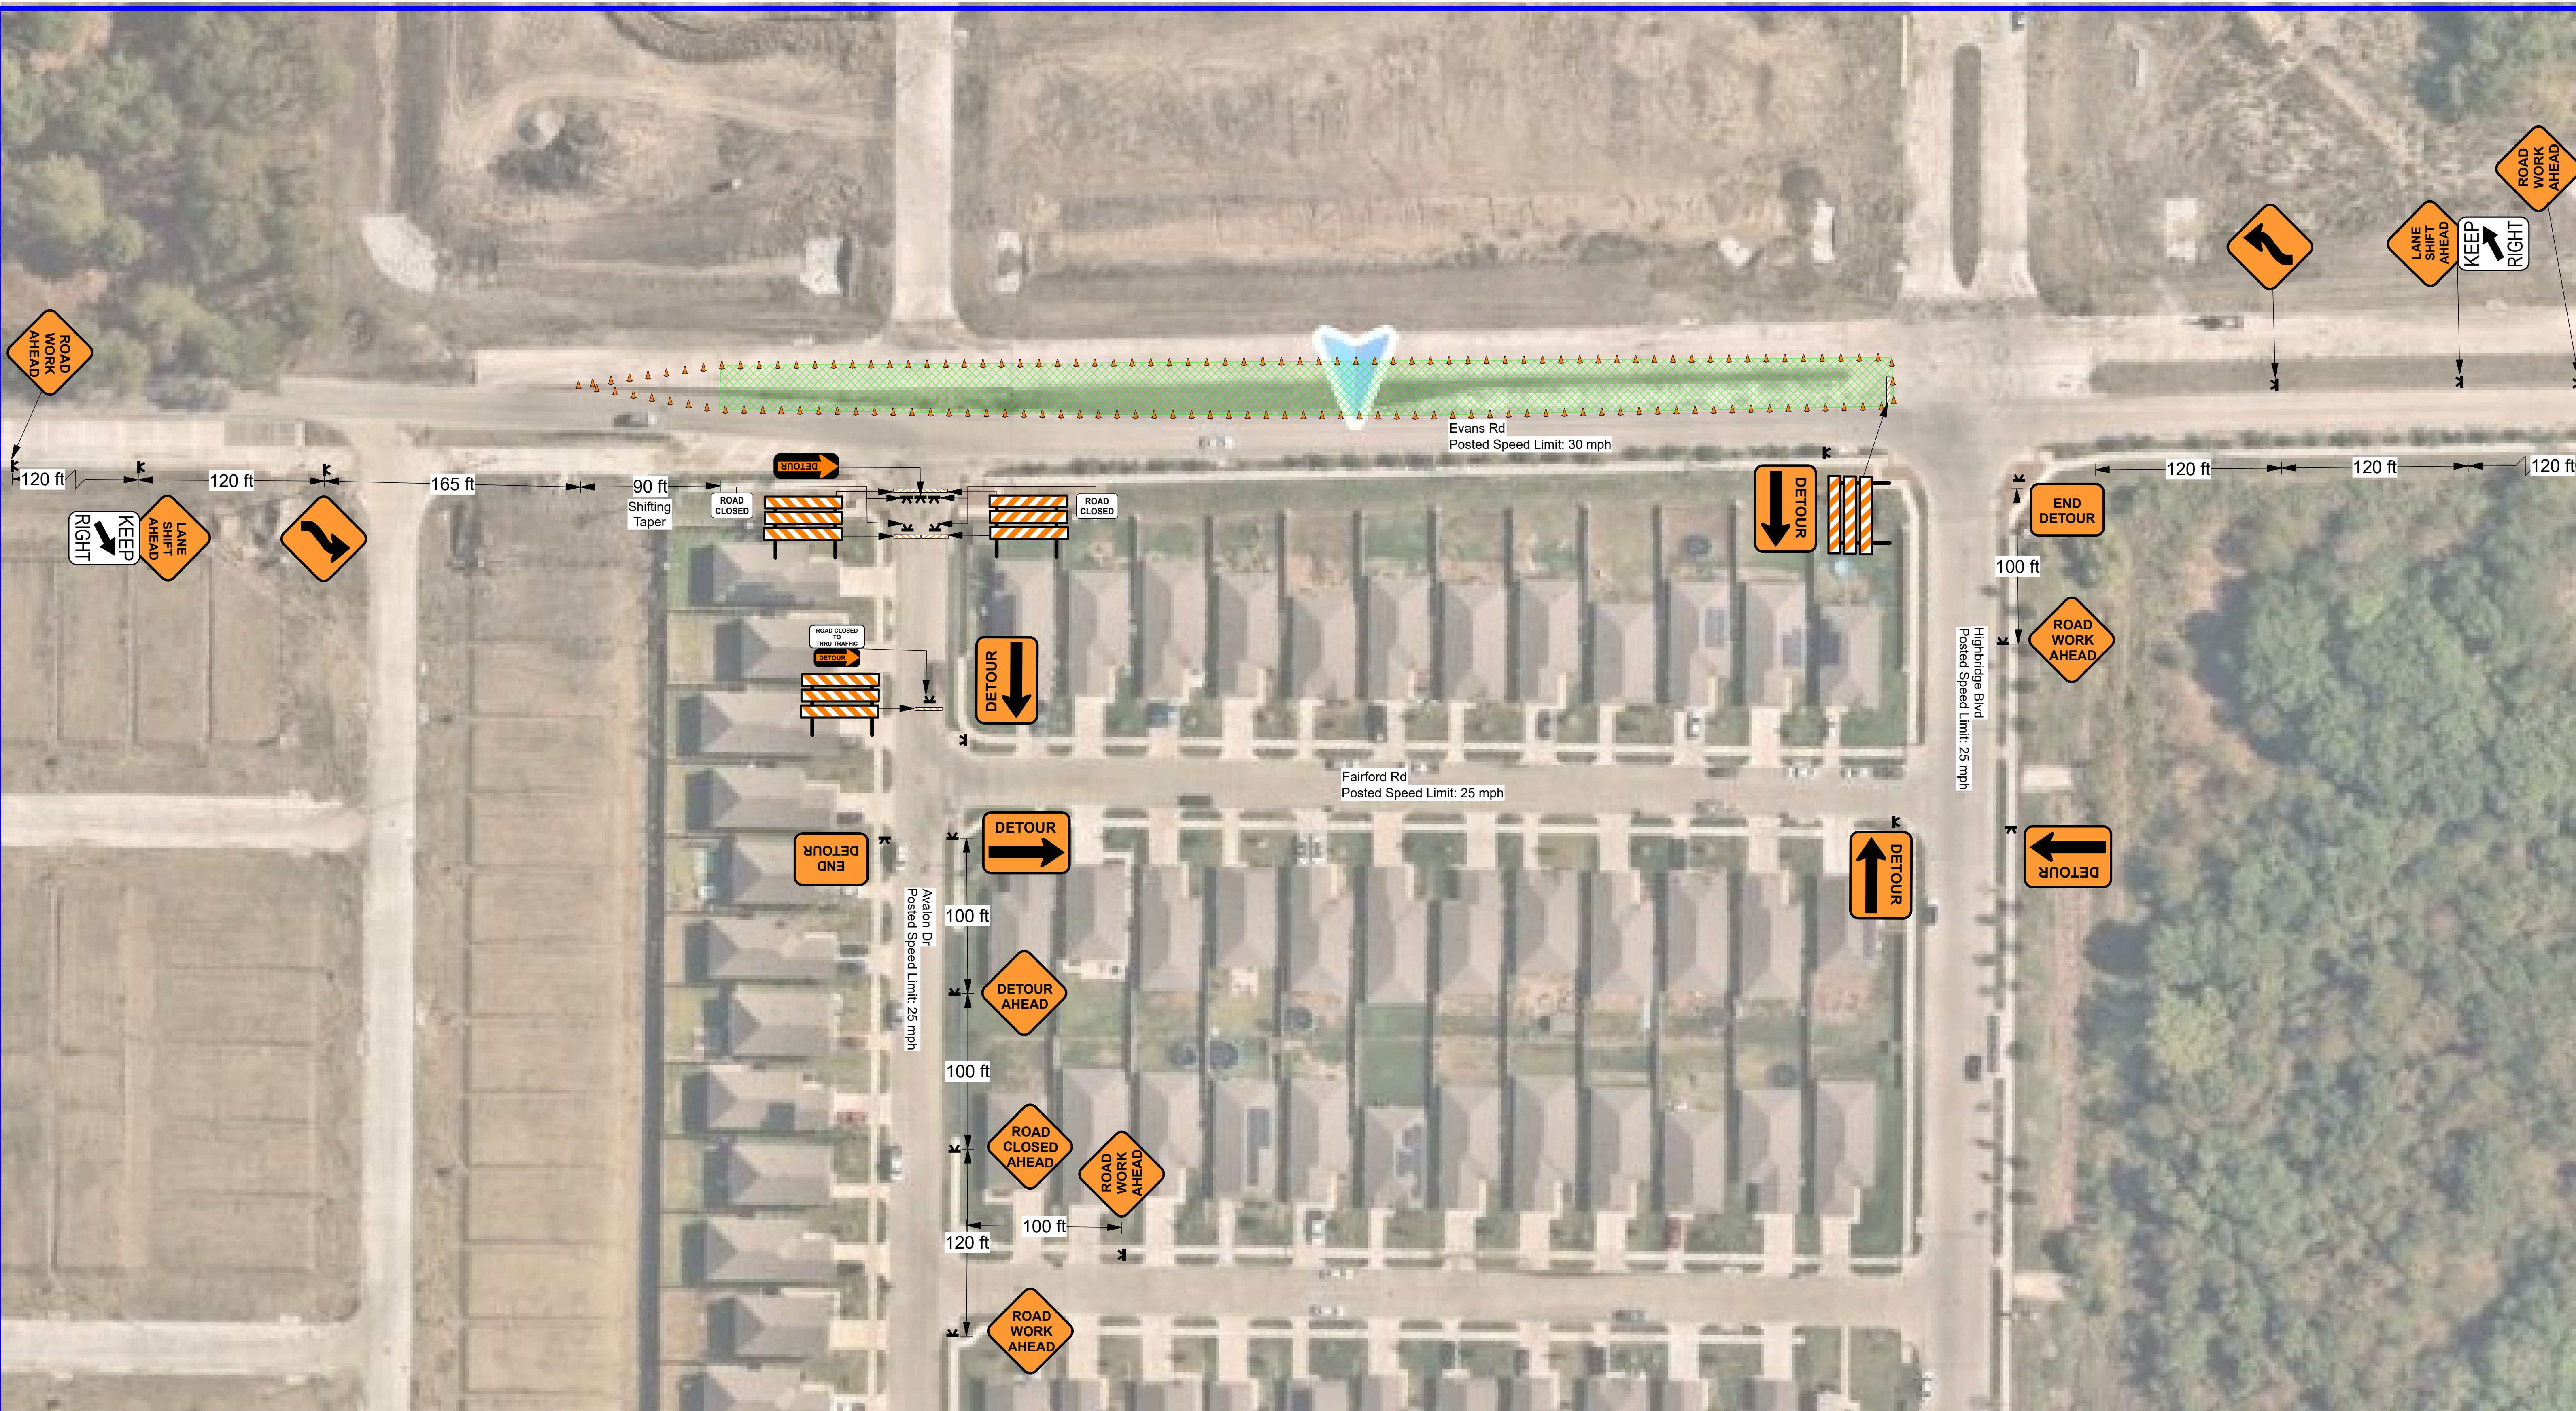 ROAD
WORK
AHEAD
LANE
SHIFT
AHEAD
KEEP
RIGHT
ROAD
WORK
AHEAD
Evans Rd
Posted Speed Limit: 30 mph
120 ft
120 ft
165 ft
90 ft
Shifting
Taper
KEEP
RIGHT
LANE
SHIFT
AHEAD
DETOUR
ROAD
CLOSED
ROAD
CLOSED
DETOUR
120 ft
120 ft
120 ft
END
DETOUR
100 ft
ROAD
WORK
AHEAD
Highbridge Blvd
Posted Speed Limit: 25 mph
ROAD CLOSED
TO
THRU TRAFFIC
DETOUR
DETOUR
Fairford Rd
Posted Speed Limit: 25 mph
END
DETOUR
DETOUR
DETOUR
DETOUR
Avalon Dr
Posted Speed Limit: 25 mph
100 ft
DETOUR
AHEAD
100 ft
ROAD
CLOSED
AHEAD
ROAD
WORK
AHEAD
100 ft
120 ft
ROAD
WORK
AHEAD